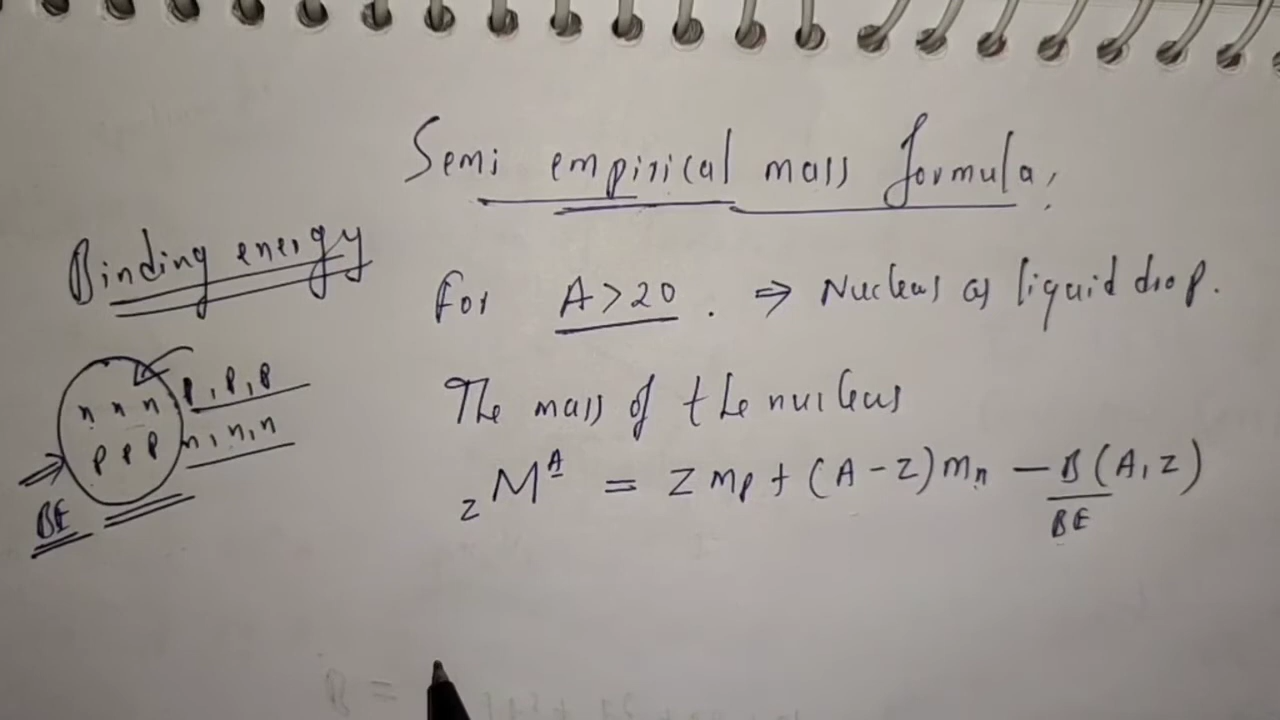 Semi empirical mass formula,
Binding energy
For A > 20 . ⇒ Nucleus as liquid drop.
n n n p, p, p
p p p n, n, n
BE
The mass of the nucleus
zM^A = Z mp + (A - Z) mn - B (A, Z)
BE
B =